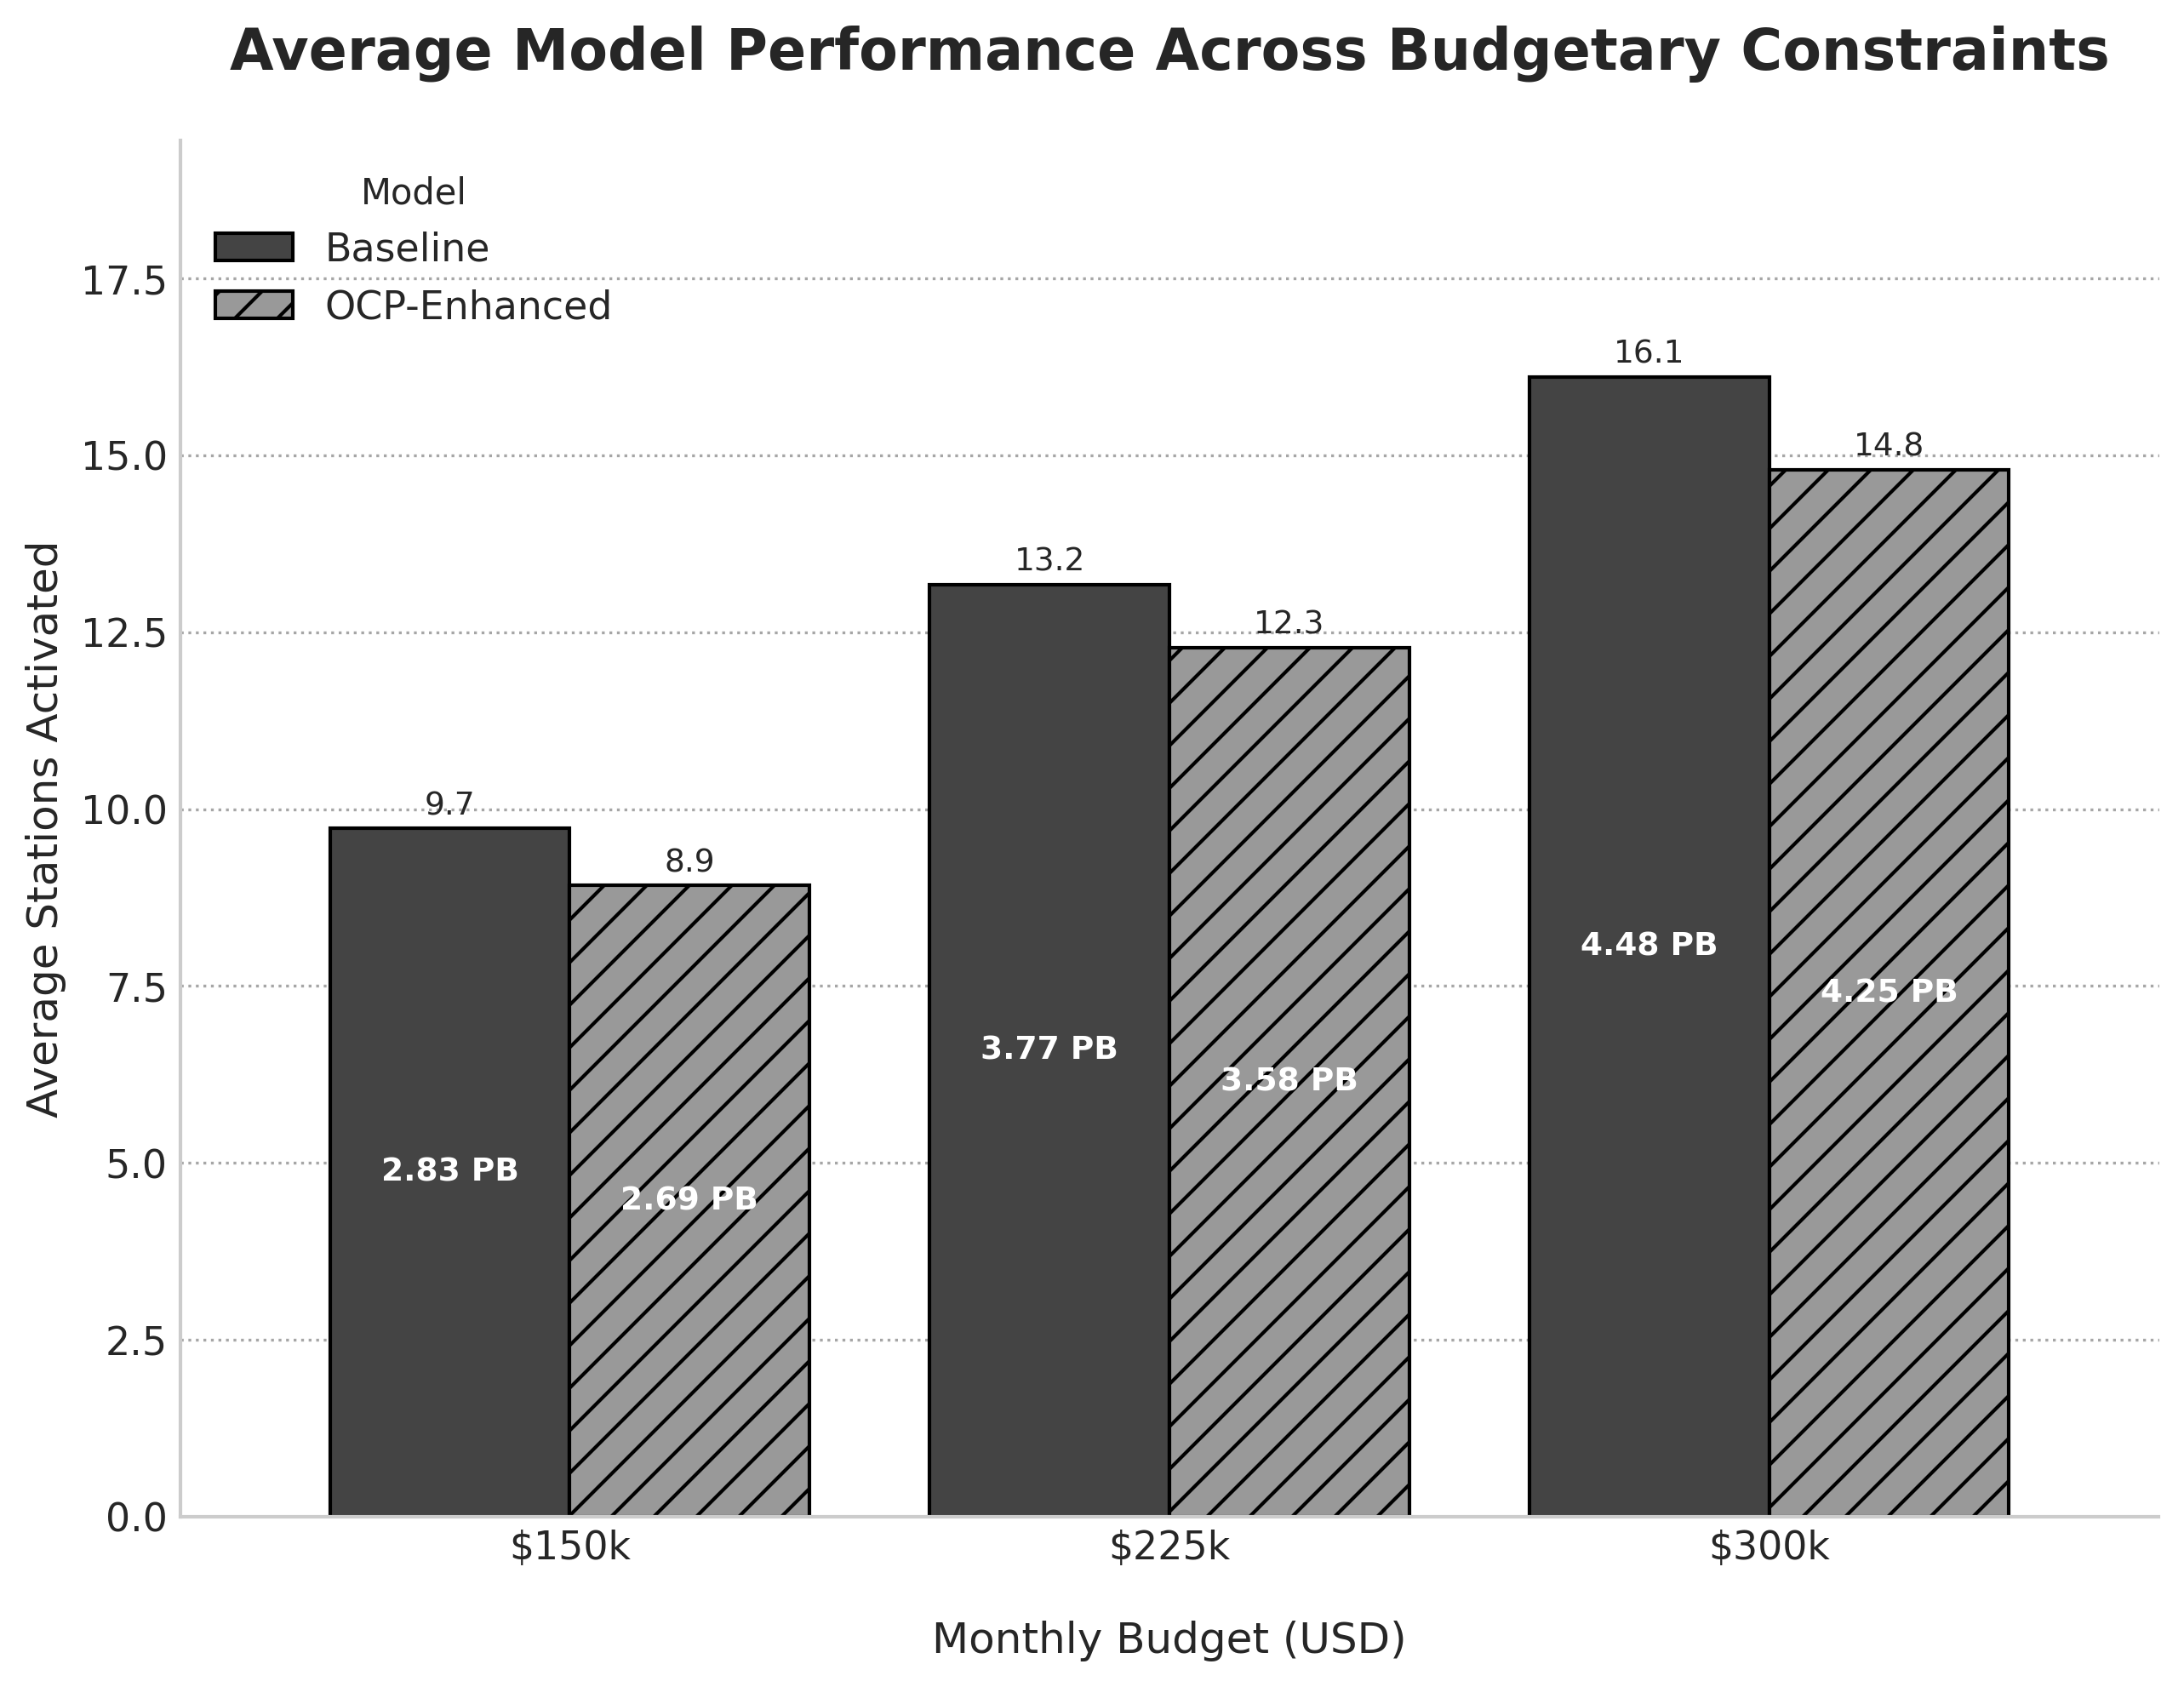 Average Model Performance Across Budgetary Constraints
Model
Baseline
OCP-Enhanced
Average Stations Activated
17.5
15.0
12.5
10.0
7.5
5.0
2.5
0.0
9.7
8.9
13.2
12.3
16.1
14.8
2.83 PB
2.69 PB
3.77 PB
3.58 PB
4.48 PB
4.25 PB
$150k
$225k
$300k
Monthly Budget (USD)